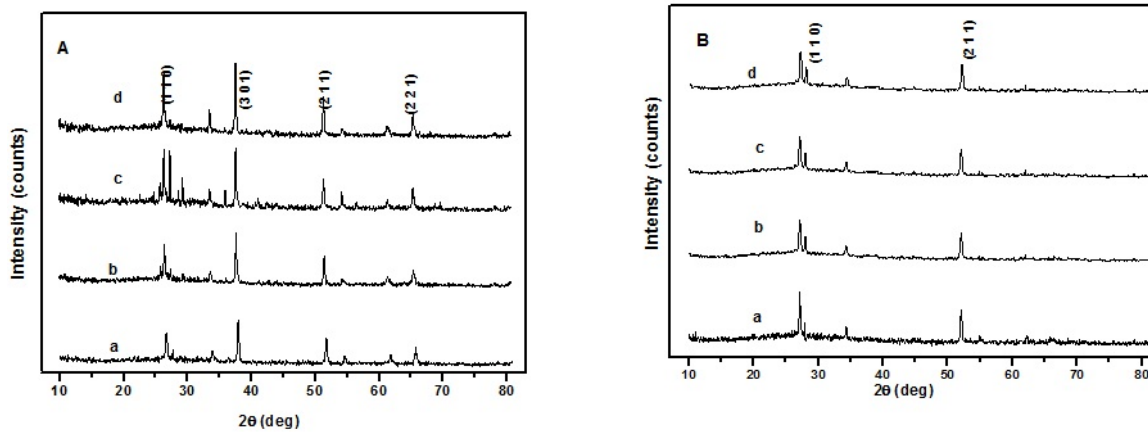 A
(1 1 0)
(3 0 1)
(2 1 1)
(2 2 1)
d
c
b
a
Intensity (counts)
10 20 30 40 50 60 70 80
2θ (deg)
B
(1 1 0)
(2 1 1)
d
c
b
a
Intensity (counts)
10 20 30 40 50 60 70 80
2θ (deg)